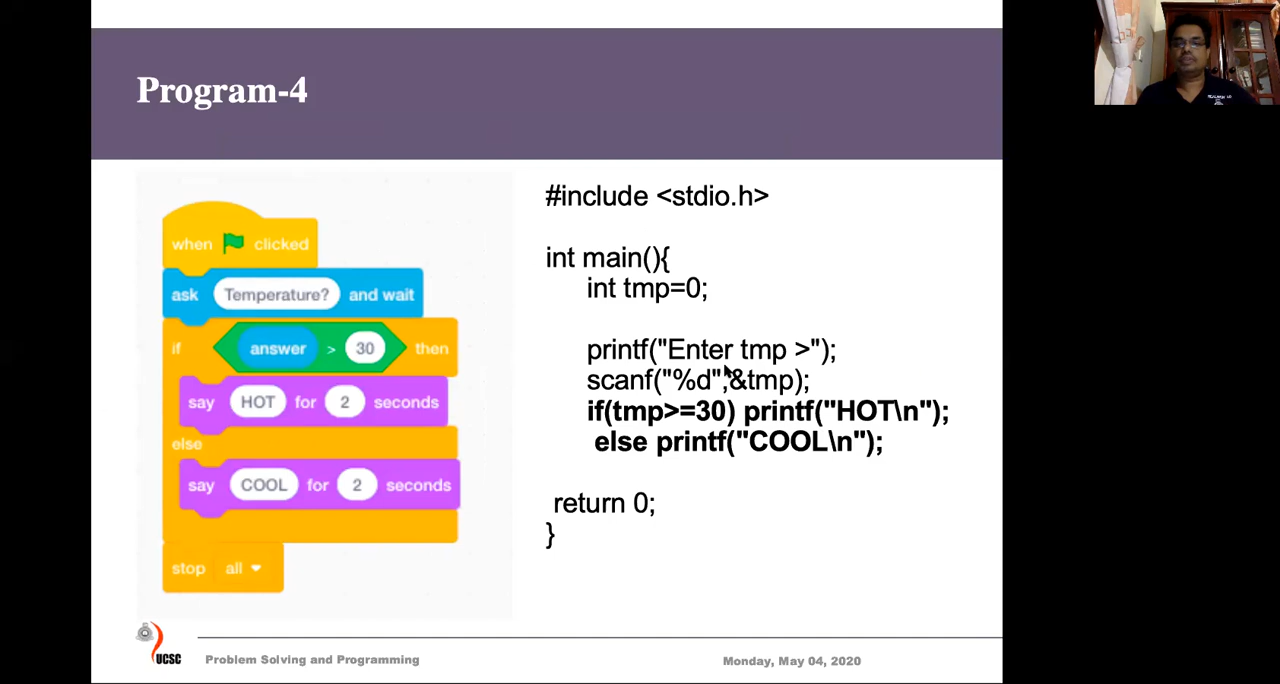 Program-4
when clicked
ask Temperature? and wait
if answer > 30 then
say HOT for 2 seconds
else
say COOL for 2 seconds
stop all
#include <stdio.h>
int main(){
int tmp=0;
printf("Enter tmp >");
scanf("%d",&tmp);
if(tmp>=30) printf("HOT\n");
else printf("COOL\n");
return 0;
}
UCSC
Problem Solving and Programming
Monday, May 04, 2020